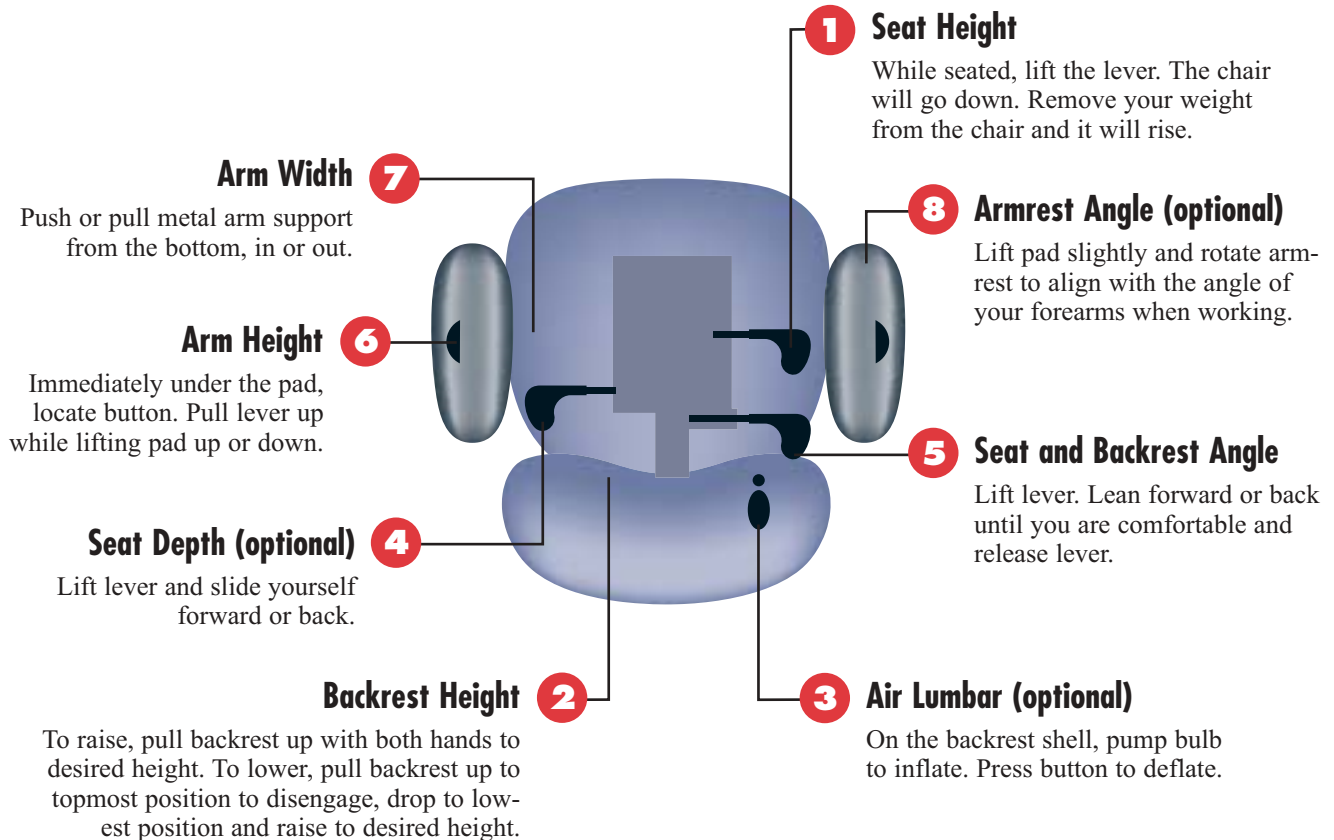 1 Seat Height
While seated, lift the lever. The chair
will go down. Remove your weight
from the chair and it will rise.
7 Arm Width
Push or pull metal arm support
from the bottom, in or out.
8 Armrest Angle (optional)
Lift pad slightly and rotate arm-
rest to align with the angle of
your forearms when working.
6 Arm Height
Immediately under the pad,
locate button. Pull lever up
while lifting pad up or down.
5 Seat and Backrest Angle
Lift lever. Lean forward or back
until you are comfortable and
release lever.
4 Seat Depth (optional)
Lift lever and slide yourself
forward or back.
2 Backrest Height
To raise, pull backrest up with both hands to
desired height. To lower, pull backrest up to
topmost position to disengage, drop to low-
est position and raise to desired height.
3 Air Lumbar (optional)
On the backrest shell, pump bulb
to inflate. Press button to deflate.